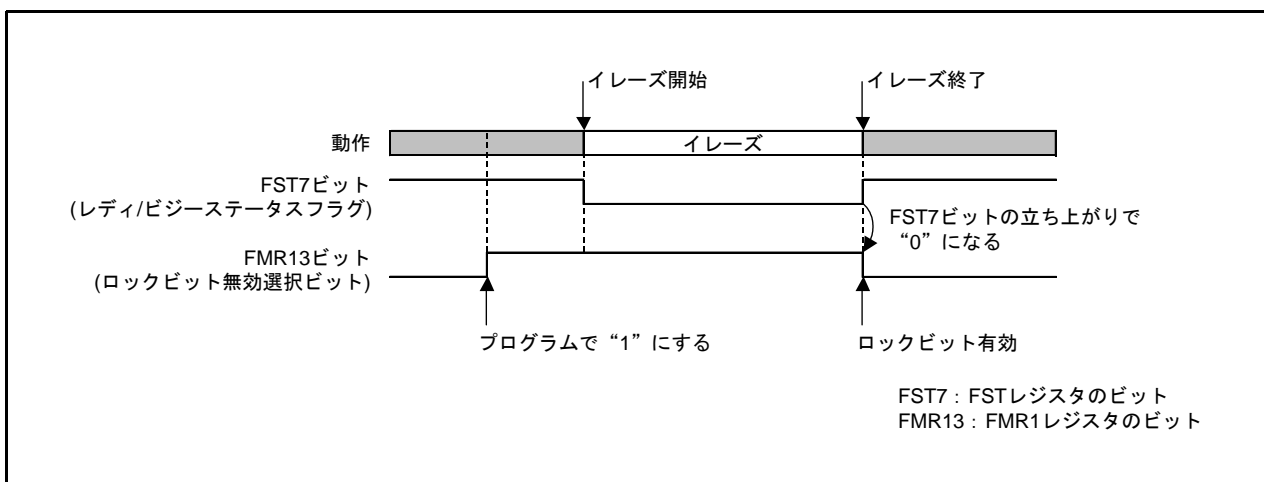 イレーズ開始
イレーズ終了
動作
イレーズ
FST7ビット
(レディ/ビジーステータスフラグ)
FST7ビットの立ち上がりで
“0”になる
FMR13ビット
(ロックビット無効選択ビット)
プログラムで“1”にする
ロックビット有効
FST7：FSTレジスタのビット
FMR13：FMR1レジスタのビット